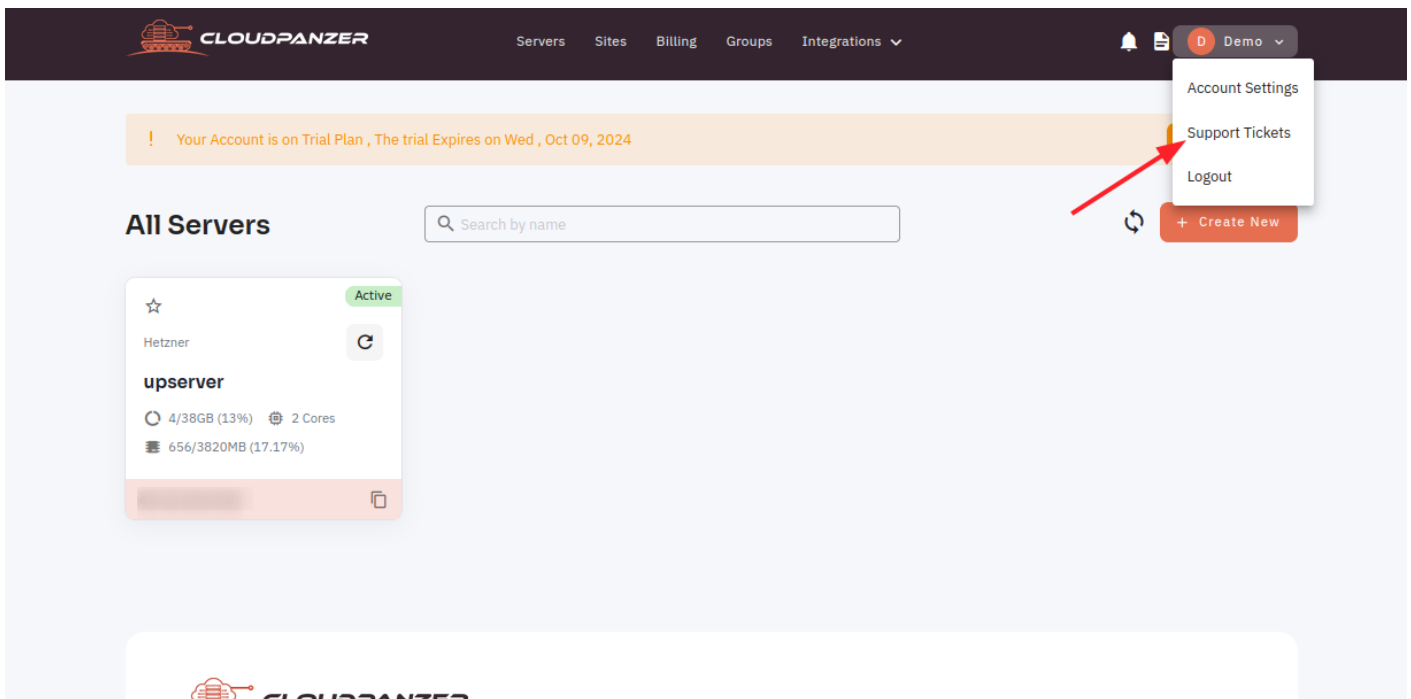 CLOUDPANZER
Servers Sites Billing Groups Integrations
D Demo
Account Settings
Support Tickets
Logout
! Your Account is on Trial Plan , The trial Expires on Wed , Oct 09, 2024
All Servers
Search by name
+ Create New
Active
Hetzner
upserver
4/38GB (13%) 2 Cores
656/3820MB (17.17%)
CLOUDPANZER